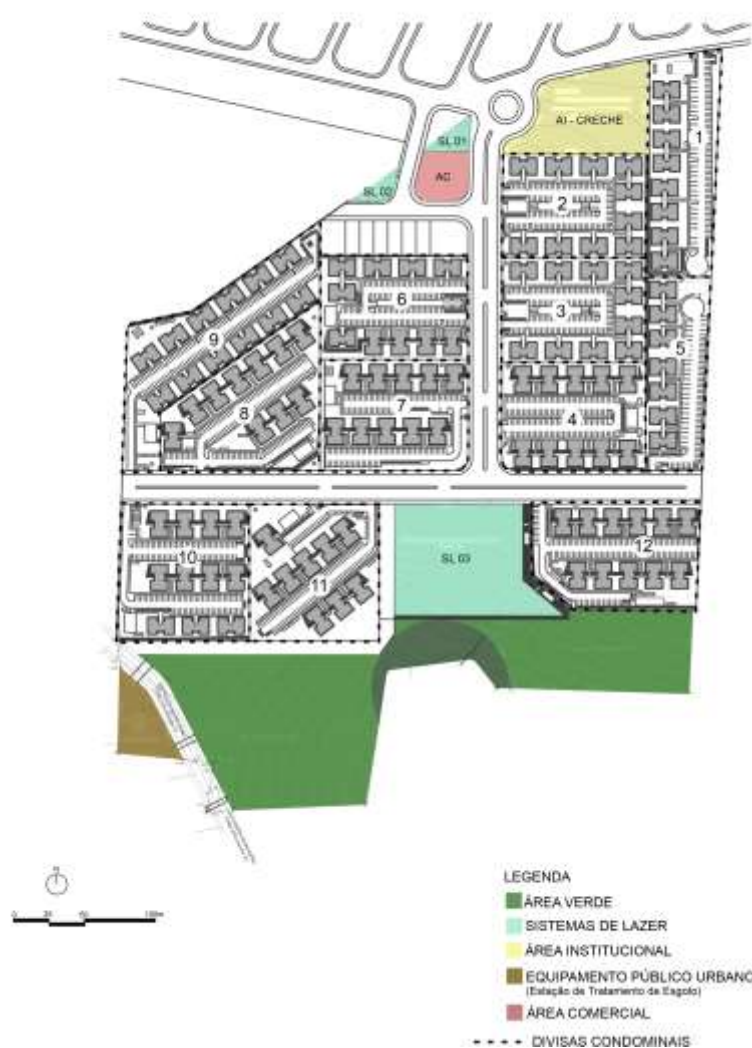 AI - CRECHE
1
SL 01
AC
SL 02
2
6
3
9
5
7
8
4
10
11
SL 03
12
N
0
100m
LEGENDA
ÁREA VERDE
SISTEMAS DE LAZER
ÁREA INSTITUCIONAL
EQUIPAMENTO PÚBLICO URBANO
(Estação de Tratamento de Esgoto)
ÁREA COMERCIAL
DIVISAS CONDOMINAIS